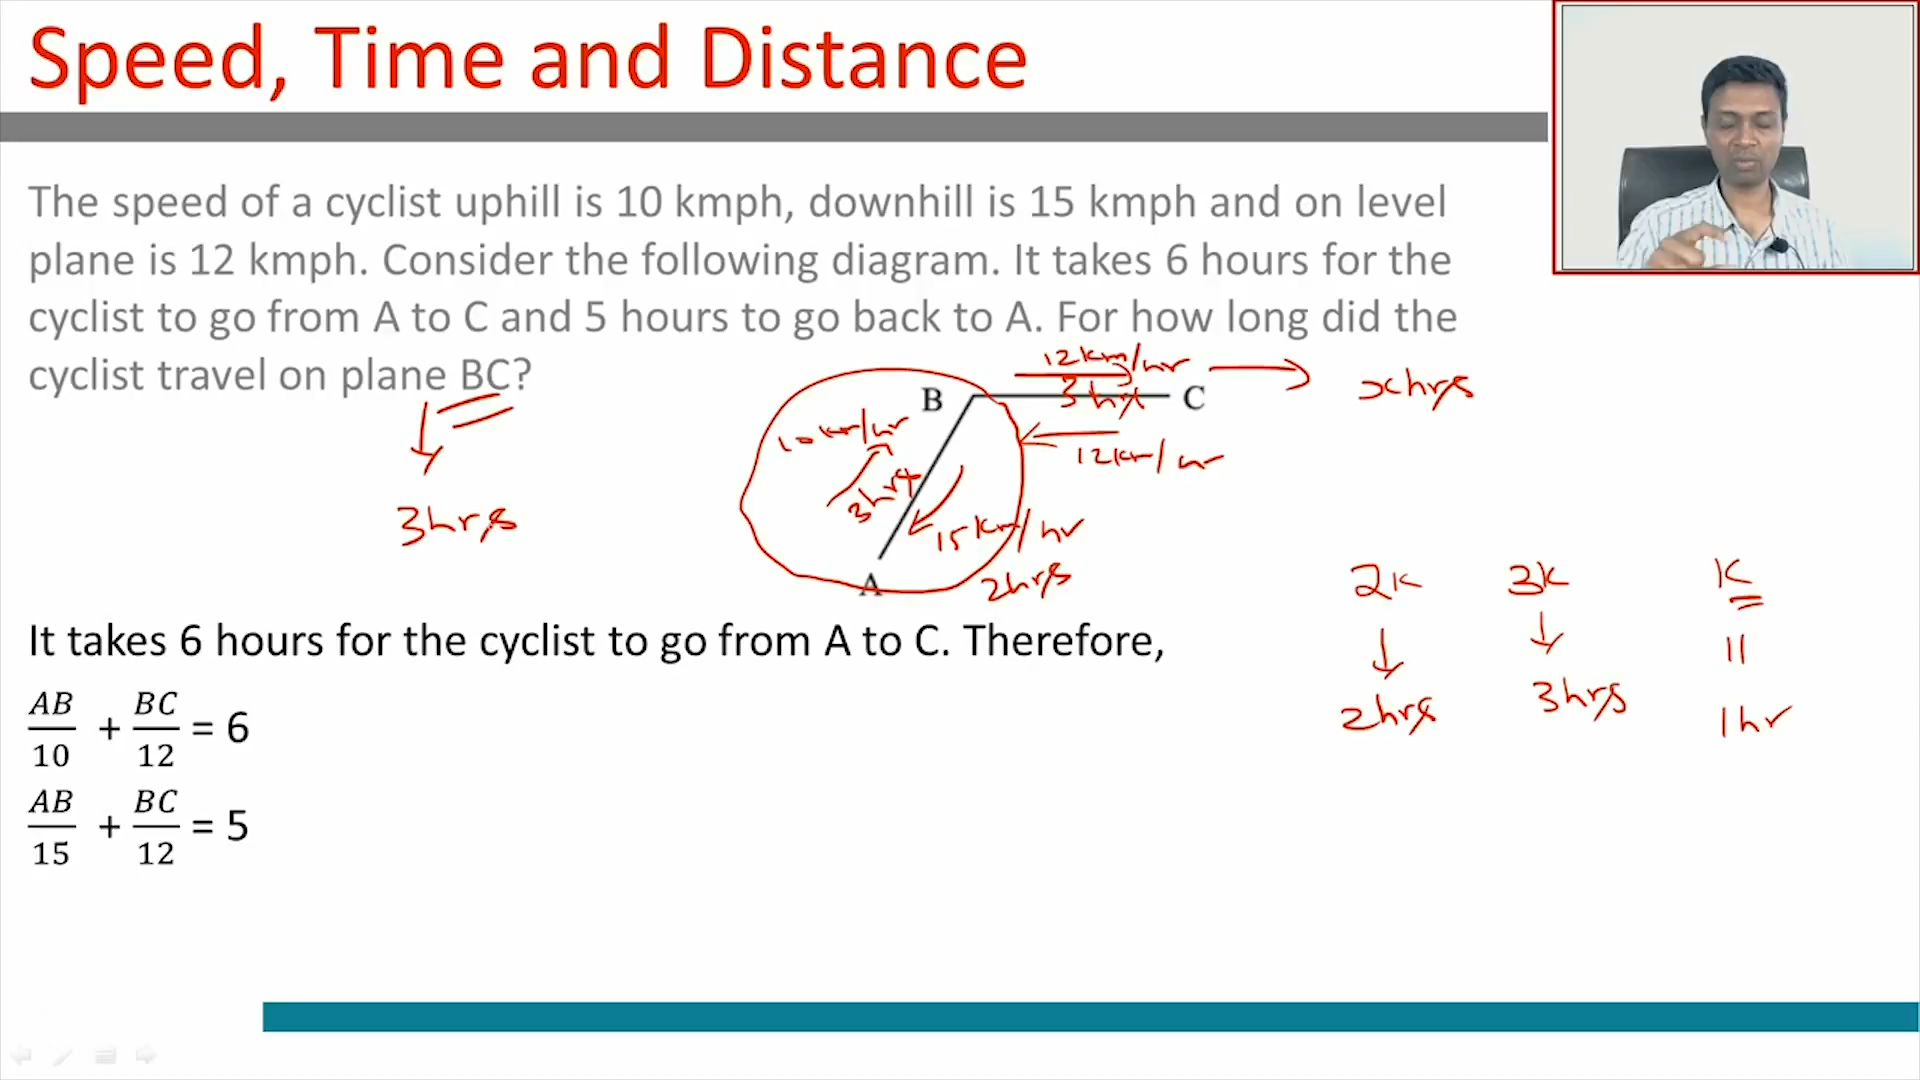 Speed, Time and Distance
The speed of a cyclist uphill is 10 kmph, downhill is 15 kmph and on level
plane is 12 kmph. Consider the following diagram. It takes 6 hours for the
cyclist to go from A to C and 5 hours to go back to A. For how long did the
cyclist travel on plane BC?
12km/hr
B
3 hrs
C
x hrs
10km/hr
12km/hr
3hrs
3hrs
15km/hr
A
2hrs
2k 3k k
2hrs 3hrs 1hr
It takes 6 hours for the cyclist to go from A to C. Therefore,
AB/10 + BC/12 = 6
AB/15 + BC/12 = 5